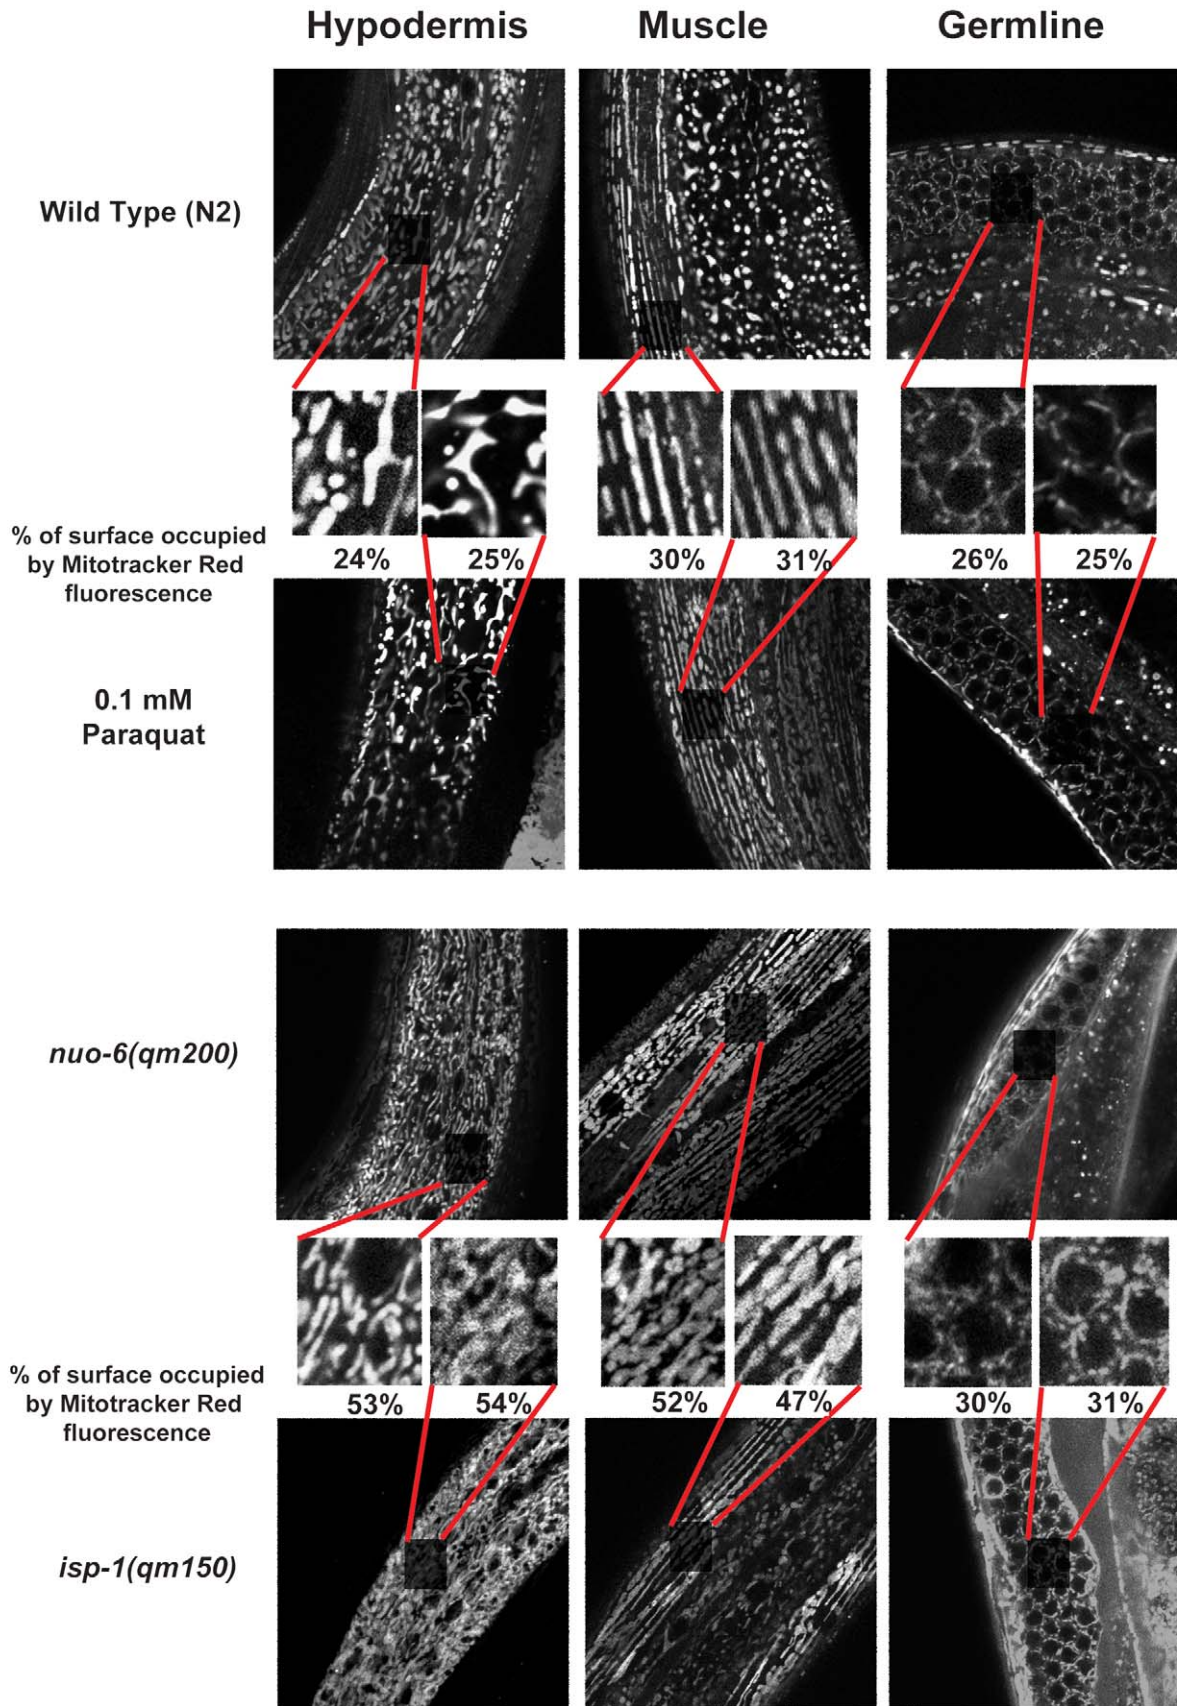 Hypodermis Muscle Germline
Wild Type (N2)
% of surface occupied
by Mitotracker Red
fluorescence
24% 25% 30% 31% 26% 25%
0.1 mM
Paraquat
nuo-6(qm200)
% of surface occupied
by Mitotracker Red
fluorescence
53% 54% 52% 47% 30% 31%
isp-1(qm150)